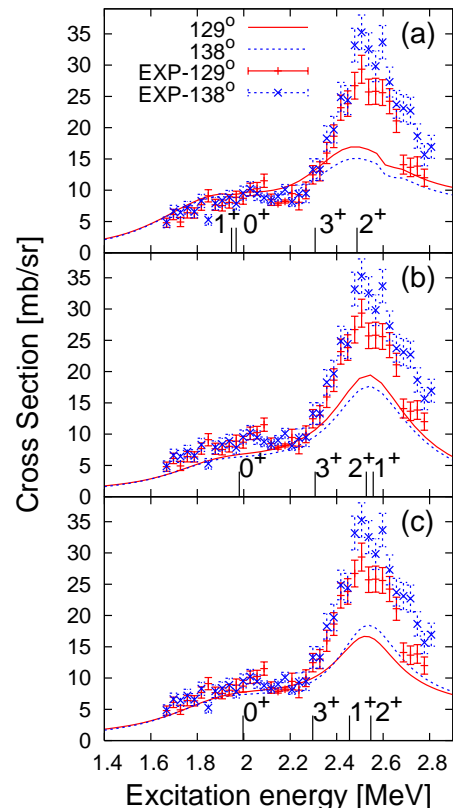 129°
138°
EXP-129°
EXP-138°
(a)
35
30
25
20
15
10
5
0
1⁺ 0⁺ 3⁺ 2⁺
(b)
35
30
25
20
15
10
5
0
0⁺ 3⁺ 2⁺ 1⁺
(c)
35
30
25
20
15
10
5
0
0⁺ 3⁺ 1⁺ 2⁺
1.4 1.6 1.8 2 2.2 2.4 2.6 2.8
Cross Section [mb/sr]
Excitation energy [MeV]